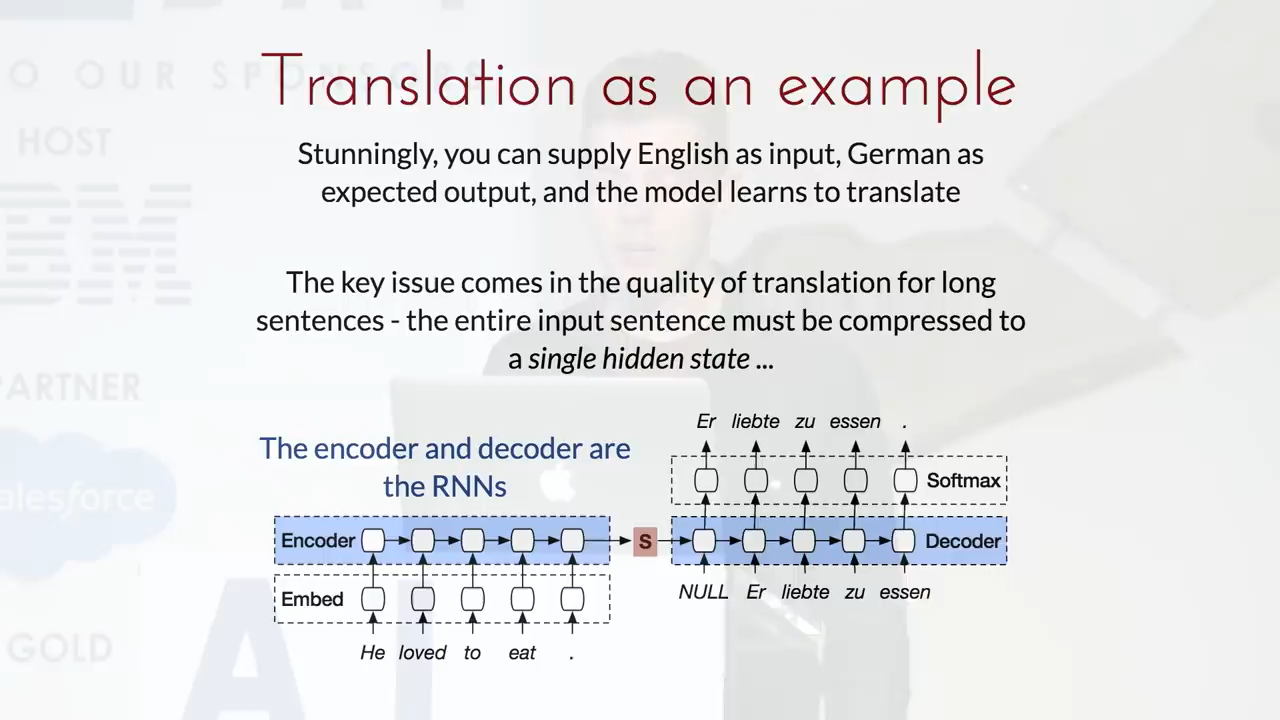 Translation as an example
Stunningly, you can supply English as input, German as
expected output, and the model learns to translate
The key issue comes in the quality of translation for long
sentences - the entire input sentence must be compressed to
a single hidden state ...
The encoder and decoder are
the RNNs
Er liebte zu essen .
Softmax
Encoder
S
Decoder
NULL Er liebte zu essen
Embed
He loved to eat .
O OUR SPONSORS
HOST
IBM
PARTNER
alesforce
GOLD
A I